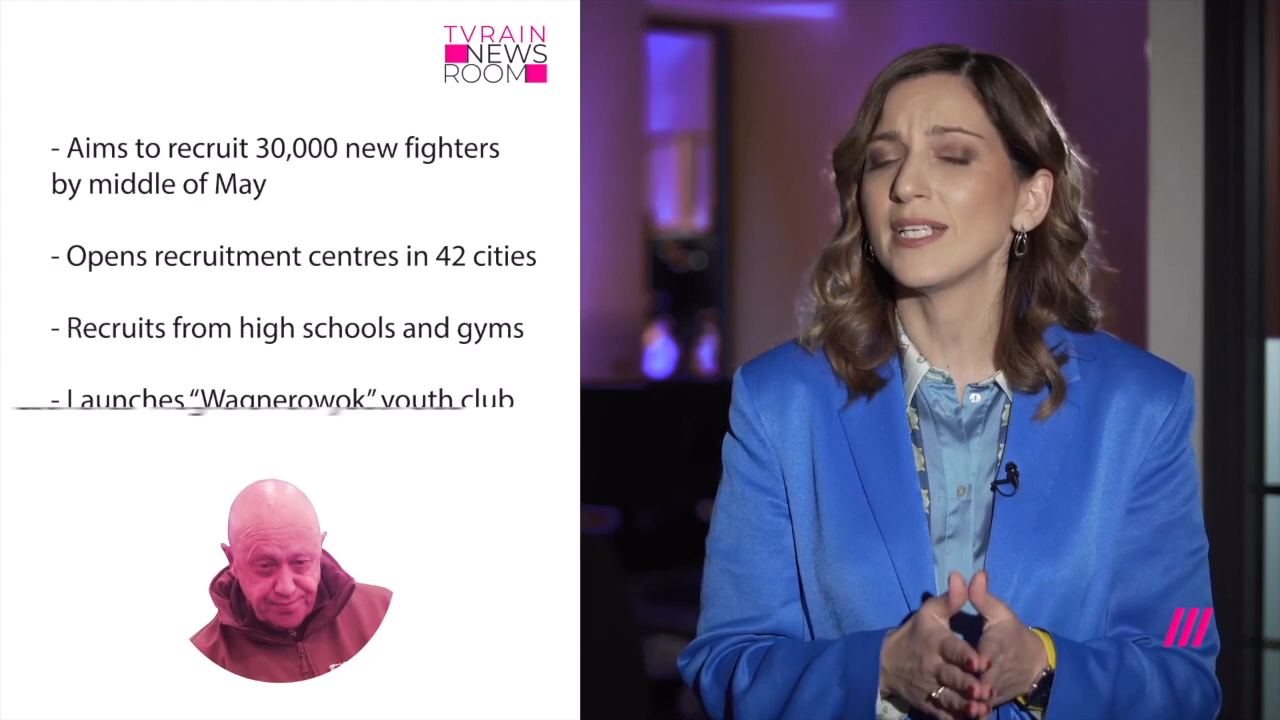 TVRAIN
NEWS
ROOM
- Aims to recruit 30,000 new fighters
by middle of May
- Opens recruitment centres in 42 cities
- Recruits from high schools and gyms
- Launches “Wagnerowok” youth club